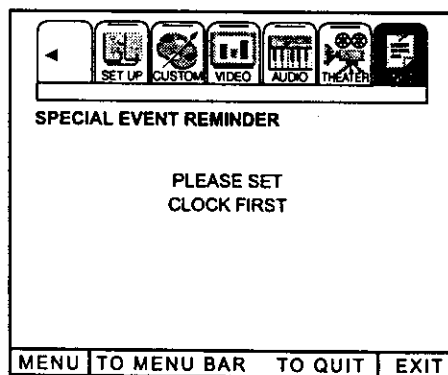 SET UP CUSTOM VIDEO AUDIO THEATER
SPECIAL EVENT REMINDER
PLEASE SET
CLOCK FIRST
MENU TO MENU BAR TO QUIT EXIT